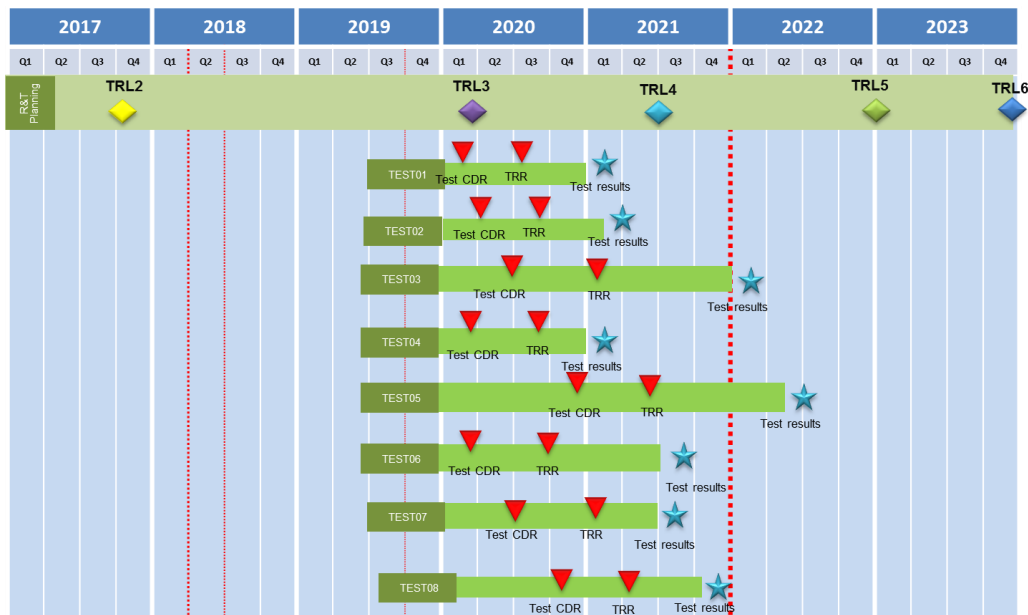 2017 2018 2019 2020 2021 2022 2023
Q1 Q2 Q3 Q4 Q1 Q2 Q3 Q4 Q1 Q2 Q3 Q4 Q1 Q2 Q3 Q4 Q1 Q2 Q3 Q4 Q1 Q2 Q3 Q4 Q1 Q2 Q3 Q4
R&T
Planning
TRL2 TRL3 TRL4 TRL5 TRL6
TEST01
Test CDR TRR
Test results
TEST02
Test CDR TRR
Test results
TEST03
Test CDR TRR
Test results
TEST04
Test CDR TRR
Test results
TEST05
Test CDR TRR
Test results
TEST06
Test CDR TRR
Test results
TEST07
Test CDR TRR
Test results
TEST08
Test CDR TRR Test results